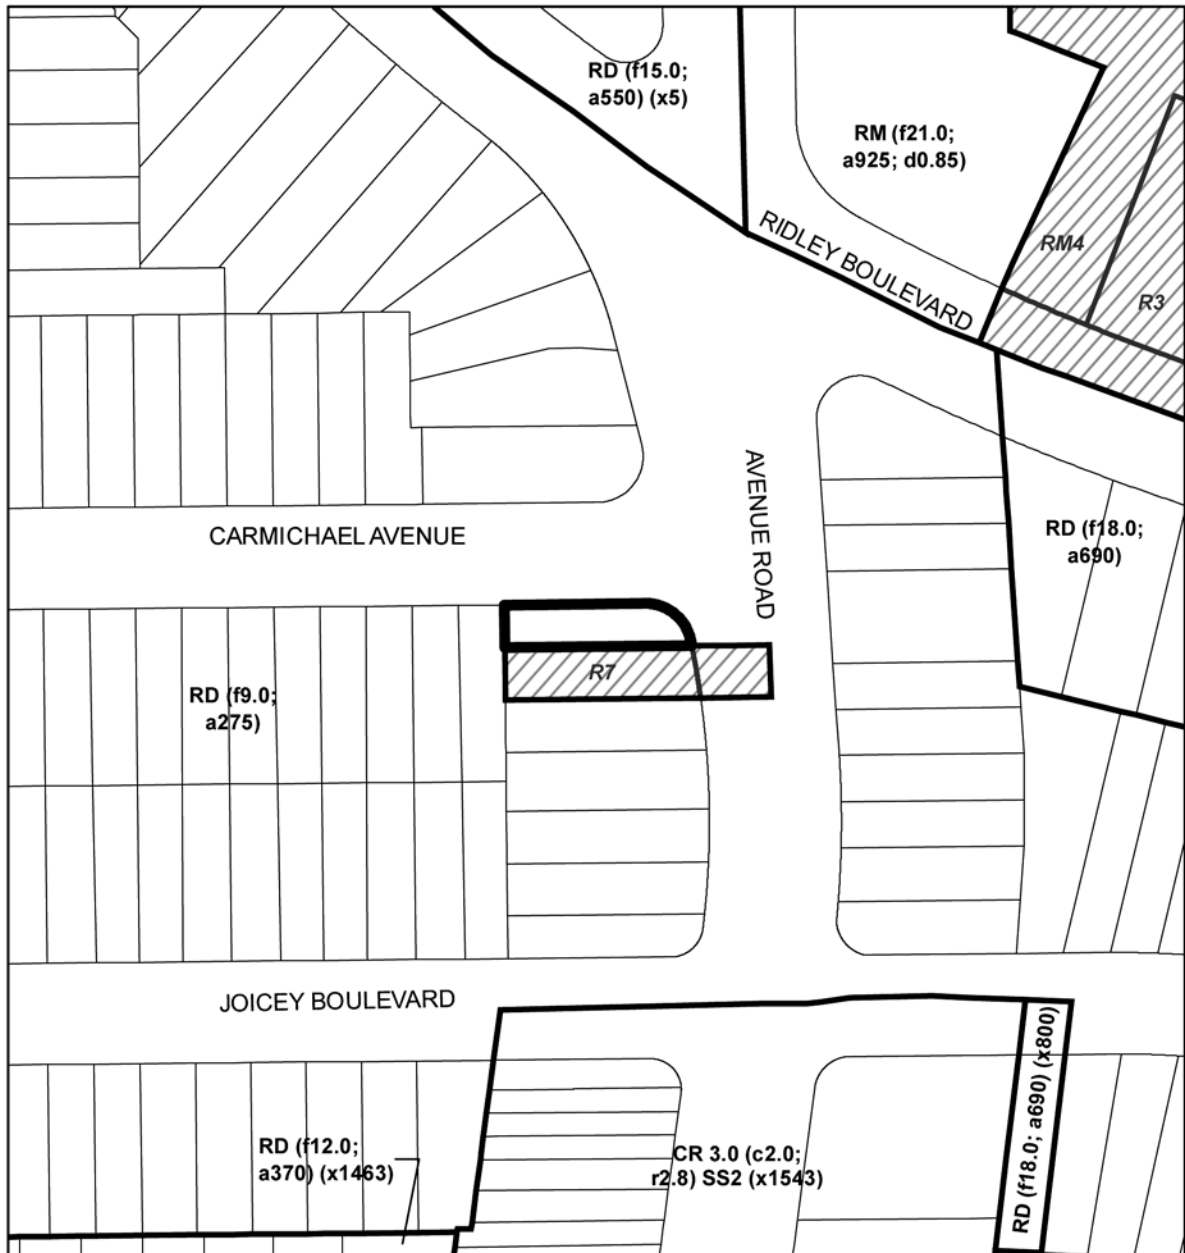 RD (f15.0;
a550) (x5)
RM (f21.0;
a925; d0.85)
RIDLEY BOULEVARD
RM4
R3
AVENUE ROAD
CARMICHAEL AVENUE
RD (f18.0;
a690)
R7
RD (f9.0;
a275)
JOICEY BOULEVARD
RD (f18.0; a690) (x800)
RD (f12.0;
a370) (x1463)
CR 3.0 (c2.0;
r2.8) SS2 (x1543)